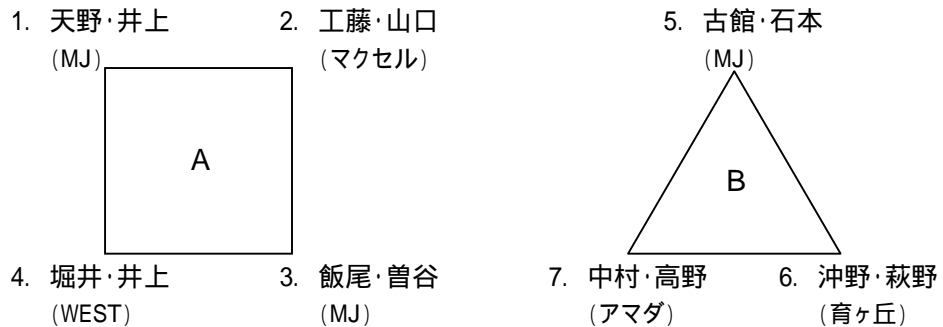 1. 天野･井上 2. 工藤･山口 5. 古館･石本
(MJ) (マクセル) (MJ)
A
B
4. 堀井･井上 3. 飯尾･曽谷 7. 中村･高野 6. 沖野･萩野
(WEST) (MJ) (アマダ) (育ヶ丘)